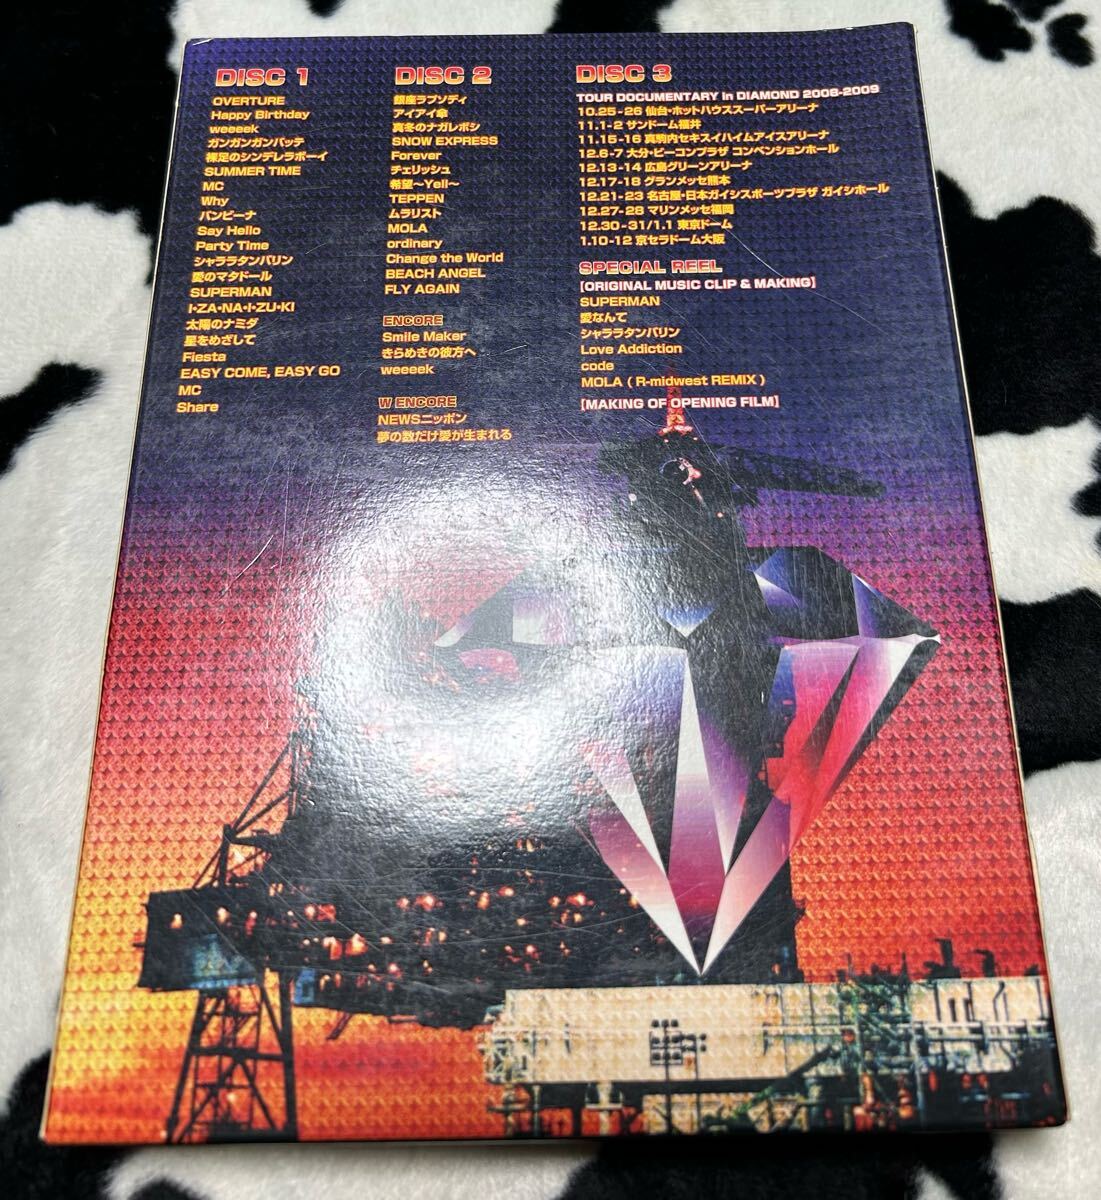 DISC 1
OVERTURE
Happy Birthday
weeeek
ガンガンガンバッテ
裸足のシンデレラボーイ
SUMMER TIME
MC
Why
バンビーナ
Say Hello
Party Time
シャララタンバリン
愛のマタドール
SUPERMAN
I・ZA・NA・I・ZU・KI
太陽のナミダ
星をめざして
Fiesta
EASY COME, EASY GO
MC
Share
DISC 2
銀座ラプソディ
アイアイ傘
真冬のナガレボシ
SNOW EXPRESS
Forever
チェリッシュ
希望〜Yell〜
TEPPEN
ムラリスト
MOLA
ordinary
Change the World
BEACH ANGEL
FLY AGAIN
ENCORE
Smile Maker
きらめきの彼方へ
weeeek
W ENCORE
NEWSニッポン
夢の数だけ愛が生まれる
DISC 3
TOUR DOCUMENTARY in DIAMOND 2008-2009
10.25-26 仙台・ホットハウススーパーアリーナ
11.1-2 サンドーム福井
11.15-16 真駒内セキスイハイムアイスアリーナ
12.6-7 大分・ビーコンプラザ コンベンションホール
12.13-14 広島グリーンアリーナ
12.17-18 グランメッセ熊本
12.21-23 名古屋・日本ガイシスポーツプラザ ガイシホール
12.27-28 マリンメッセ福岡
12.30-31/1.1 東京ドーム
1.10-12 京セラドーム大阪
SPECIAL REEL
[ORIGINAL MUSIC CLIP & MAKING]
SUPERMAN
愛なんて
シャララタンバリン
Love Addiction
code
MOLA ( R-midwest REMIX )
[MAKING OF OPENING FILM]